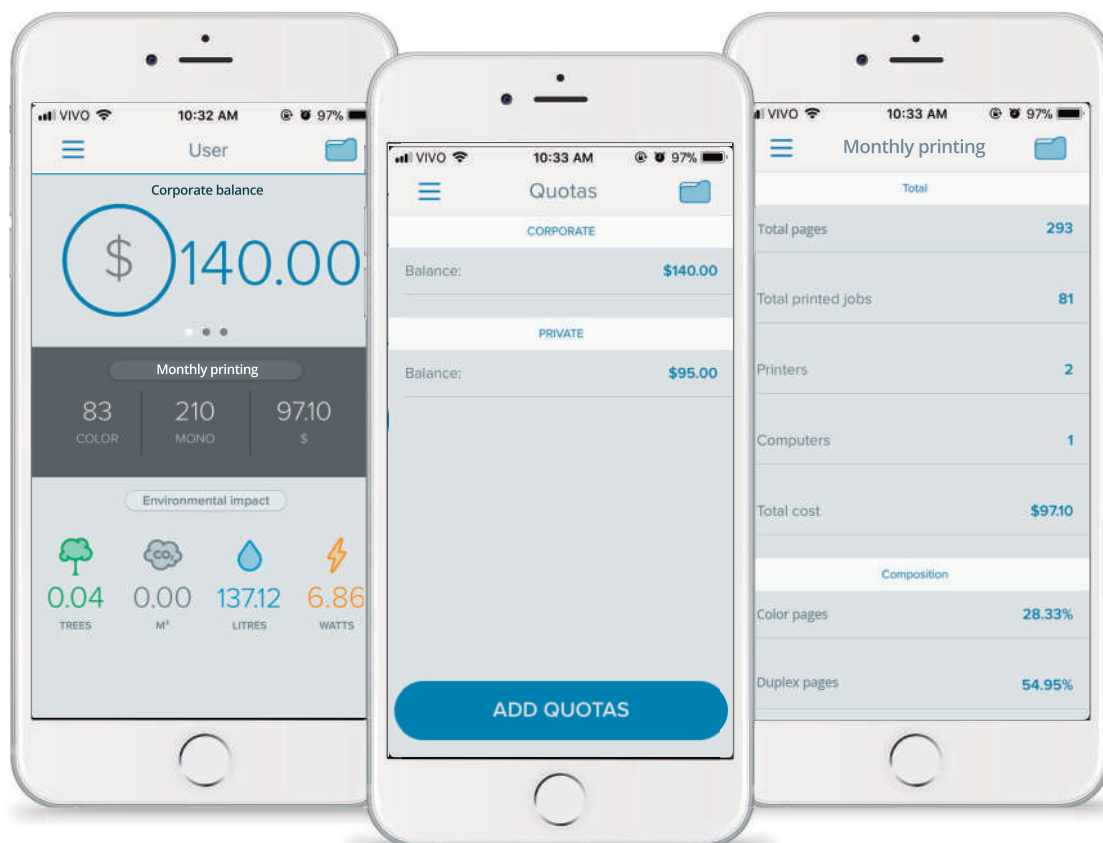 VIVO 10:32 AM 97%
User
Corporate balance
$ 140.00
Monthly printing
83 210 97.10
COLOR MONO $
Environmental impact
CO₂
0.04 0.00 137.12 6.86
TREES M³ LITRES WATTS
VIVO 10:33 AM 97%
Quotas
CORPORATE
Balance: $140.00
PRIVATE
Balance: $95.00
ADD QUOTAS
VIVO 10:33 AM 97%
Monthly printing
Total
Total pages 293
Total printed jobs 81
Printers 2
Computers 1
Total cost $97.10
Composition
Color pages 28.33%
Duplex pages 54.95%